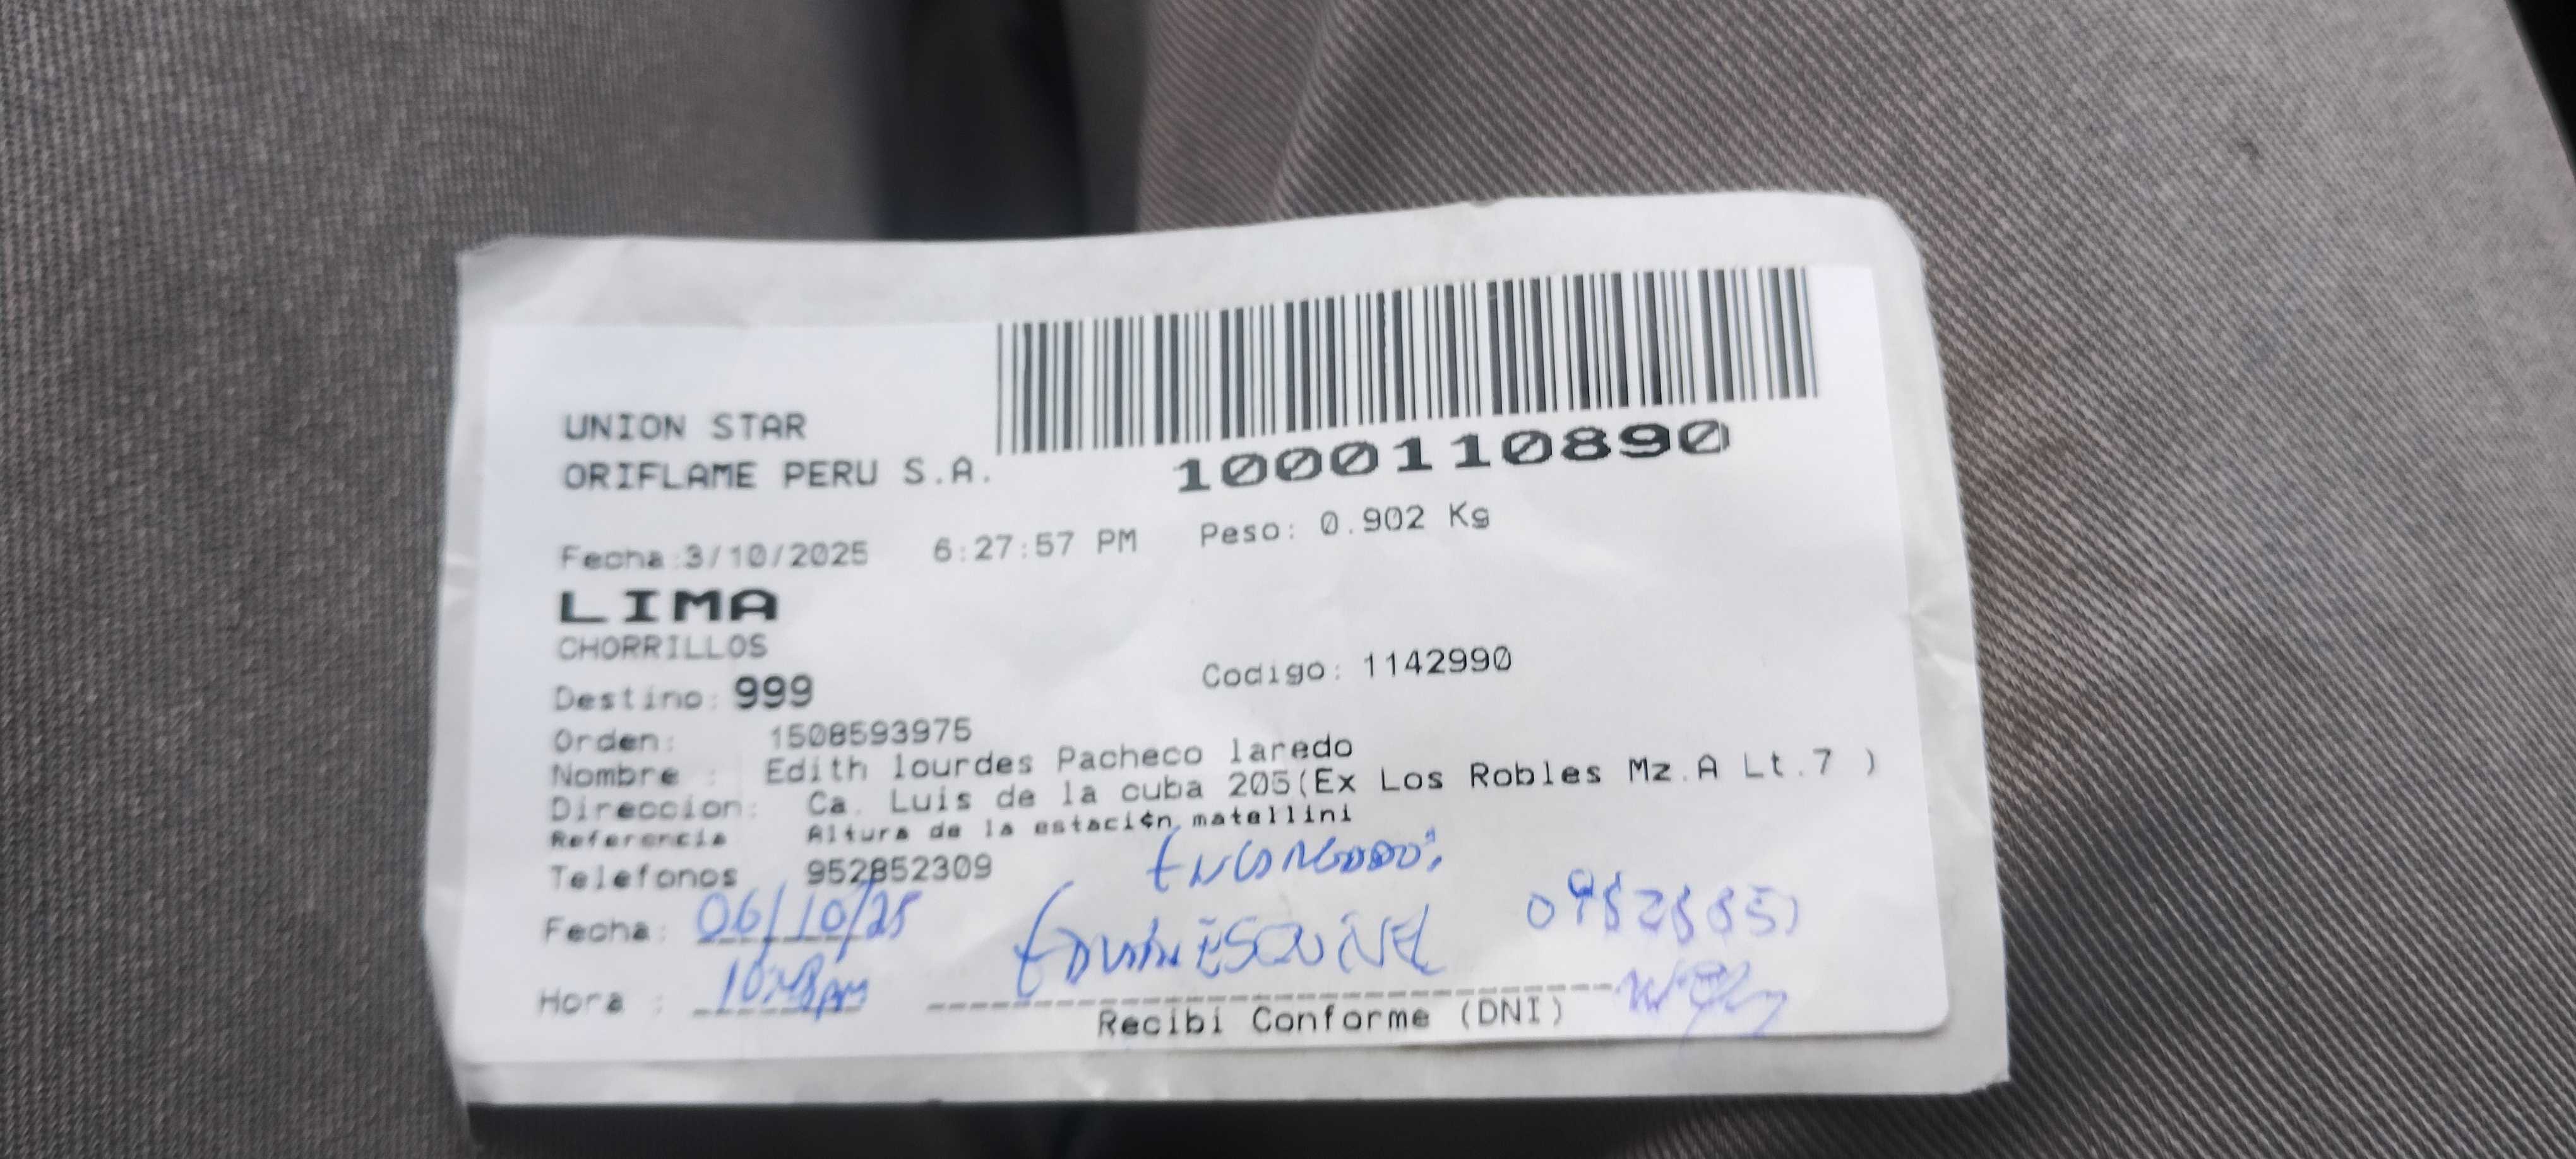 UNION STAR
ORIFLAME PERU S.A.
1000110890
Fecha:3/10/2025 6:27:57 PM Peso: 0.902 Kg
LIMA
CHORRILLOS
Destino: 999 Codigo: 1142990
Orden: 1508593975
Nombre : Edith lourdes Pacheco laredo
Direccion: Ca. Luis de la cuba 205(Ex Los Robles Mz.A Lt.7 )
Referencia Altura de la estaci¢n matellini
Telefonos 952852309
Fecha: 06/10/25
Hora :
Recibi Conforme (DNI)